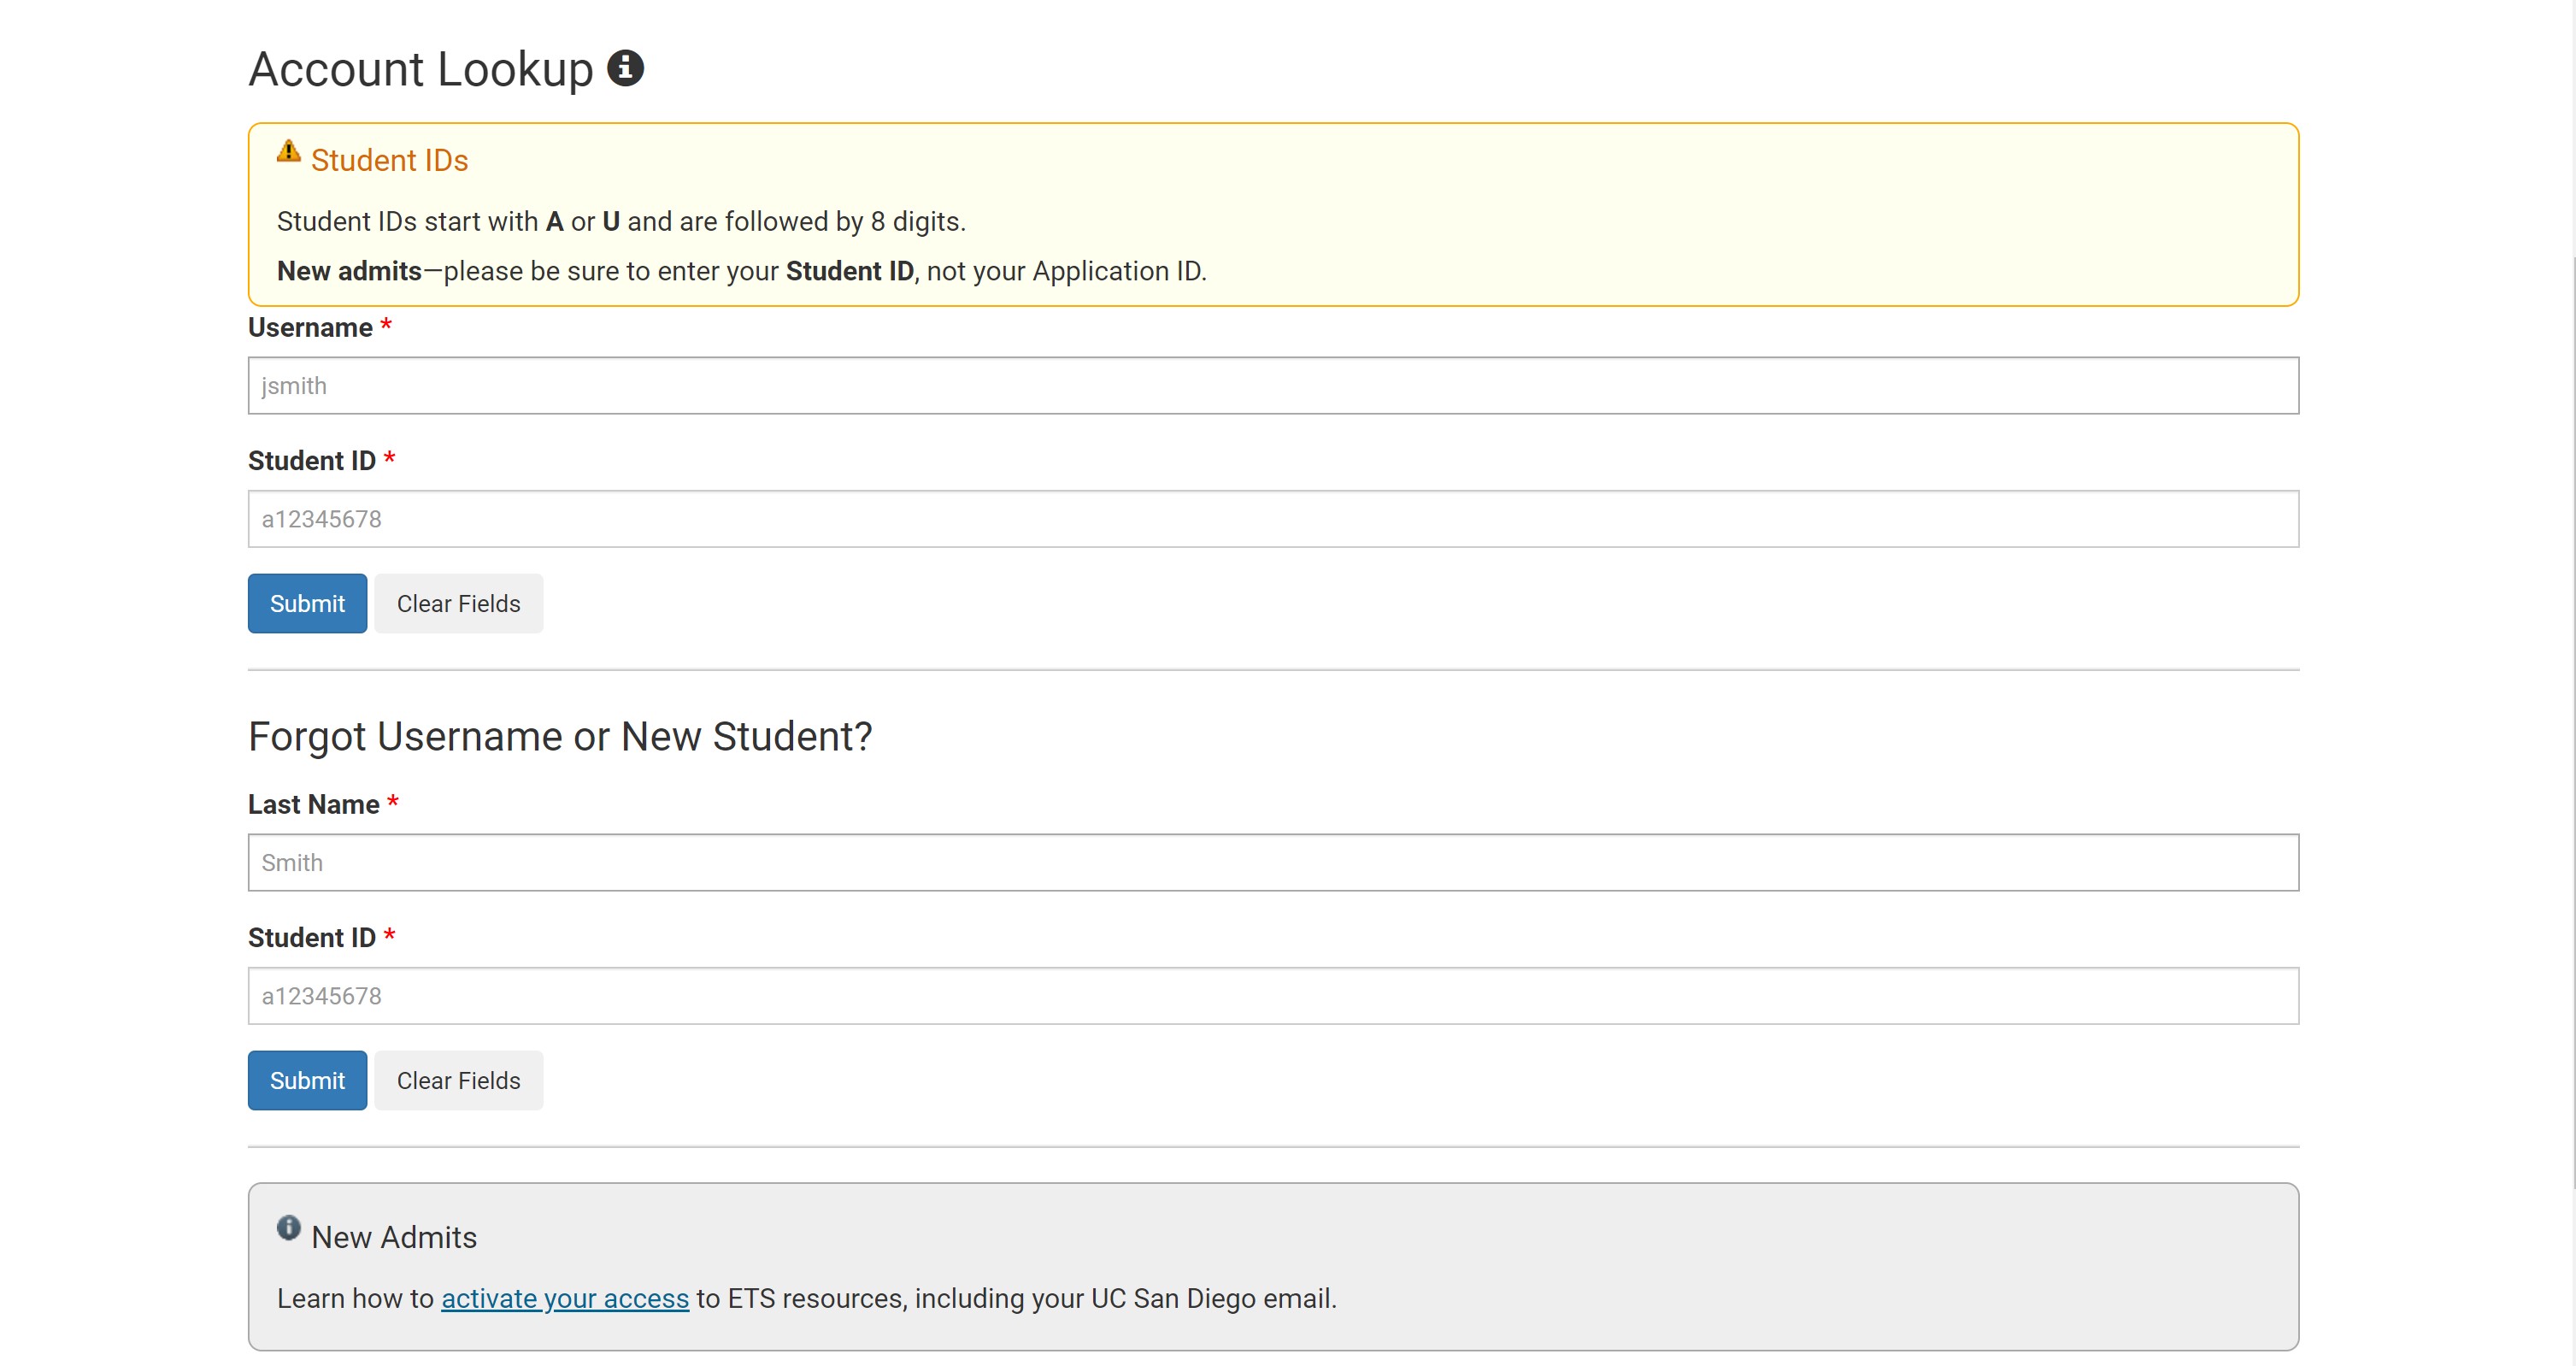 Account Lookup
Student IDs
Student IDs start with A or U and are followed by 8 digits.
New admits—please be sure to enter your Student ID, not your Application ID.
Username *
jsmith
Student ID *
a12345678
Submit Clear Fields
Forgot Username or New Student?
Last Name *
Smith
Student ID *
a12345678
Submit Clear Fields
New Admits
Learn how to activate your access to ETS resources, including your UC San Diego email.